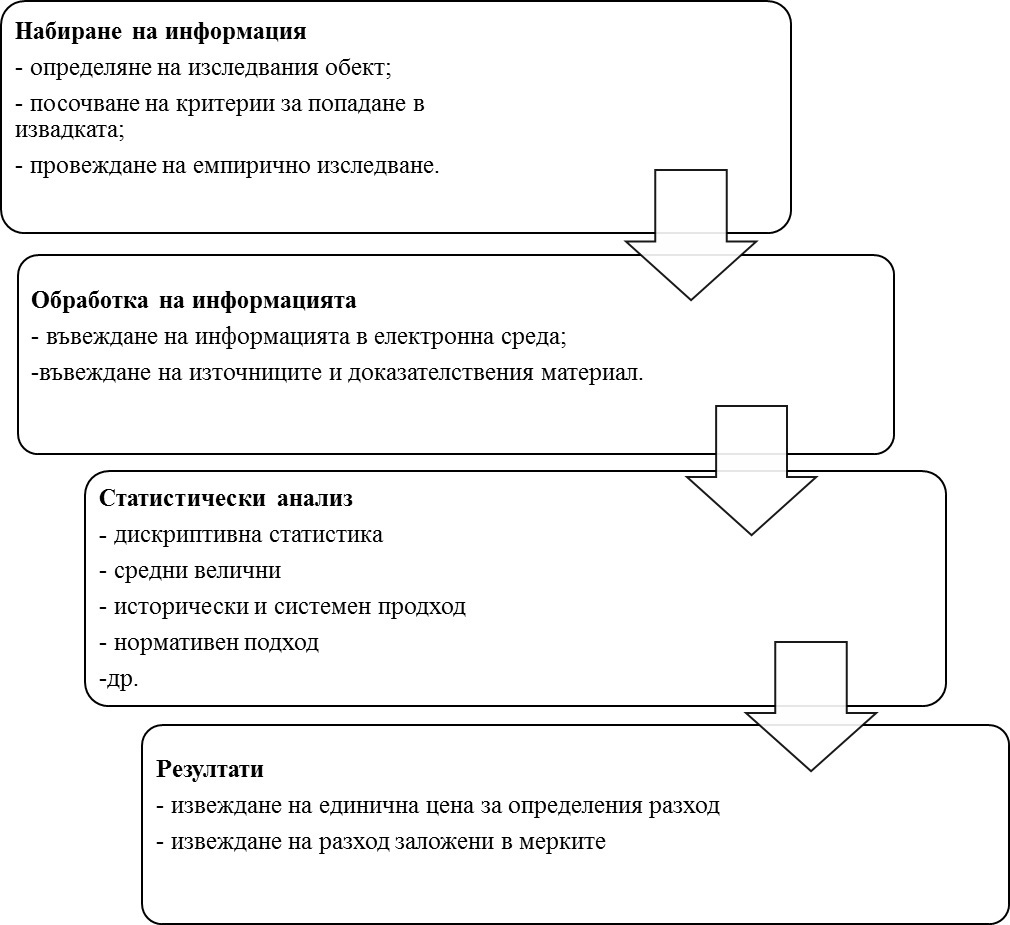 Набиране на информация
- определяне на изследвания обект;
- посочване на критерии за попадане в
извадката;
- провеждане на емпирично изследване.
Обработка на информацията
- въвеждане на информацията в електронна среда;
-въвеждане на източниците и доказателствения материал.
Статистически анализ
- дискриптивна статистика
- средни велични
- исторически и системен продход
- нормативен подход
-др.
Резултати
- извеждане на единична цена за определения разход
- извеждане на разход заложени в мерките